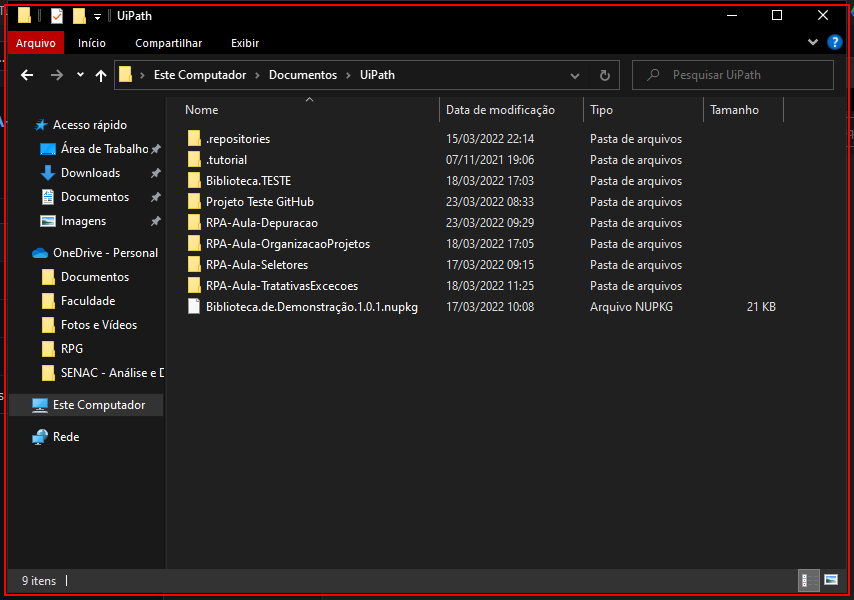 UiPath
Arquivo Início Compartilhar Exibir
Este Computador > Documentos > UiPath Pesquisar UiPath
Nome Data de modificação Tipo Tamanho
Acesso rápido
Área de Trabalho
Downloads
Documentos
Imagens
OneDrive - Personal
Documentos
Faculdade
Fotos e Vídeos
RPG
SENAC - Análise e D
Este Computador
Rede
.repositories 15/03/2022 22:14 Pasta de arquivos
.tutorial 07/11/2021 19:06 Pasta de arquivos
Biblioteca.TESTE 18/03/2022 17:03 Pasta de arquivos
Projeto Teste GitHub 23/03/2022 08:33 Pasta de arquivos
RPA-Aula-Depuracao 23/03/2022 09:29 Pasta de arquivos
RPA-Aula-OrganizacaoProjetos 18/03/2022 17:05 Pasta de arquivos
RPA-Aula-Seletores 17/03/2022 09:15 Pasta de arquivos
RPA-Aula-TratativasExcecoes 18/03/2022 11:25 Pasta de arquivos
Biblioteca.de.Demonstração.1.0.1.nupkg 17/03/2022 10:08 Arquivo NUPKG 21 KB
9 itens